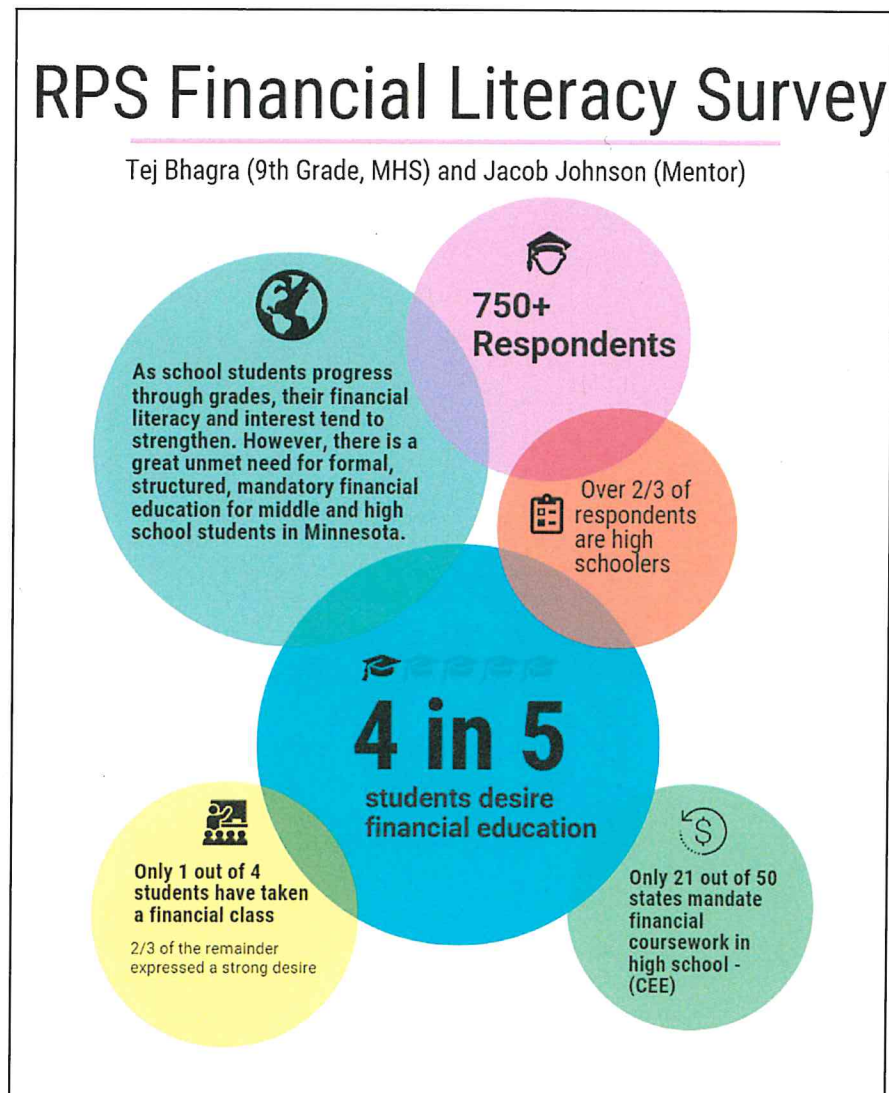 RPS Financial Literacy Survey
Tej Bhagra (9th Grade, MHS) and Jacob Johnson (Mentor)
750+
Respondents
As school students progress
through grades, their financial
literacy and interest tend to
strengthen. However, there is a
great unmet need for formal,
structured, mandatory financial
education for middle and high
school students in Minnesota.
Over 2/3 of
respondents
are high
schoolers
4 in 5
students desire
financial education
Only 1 out of 4
students have taken
a financial class
2/3 of the remainder
expressed a strong desire
Only 21 out of 50
states mandate
financial
coursework in
high school -
(CEE)